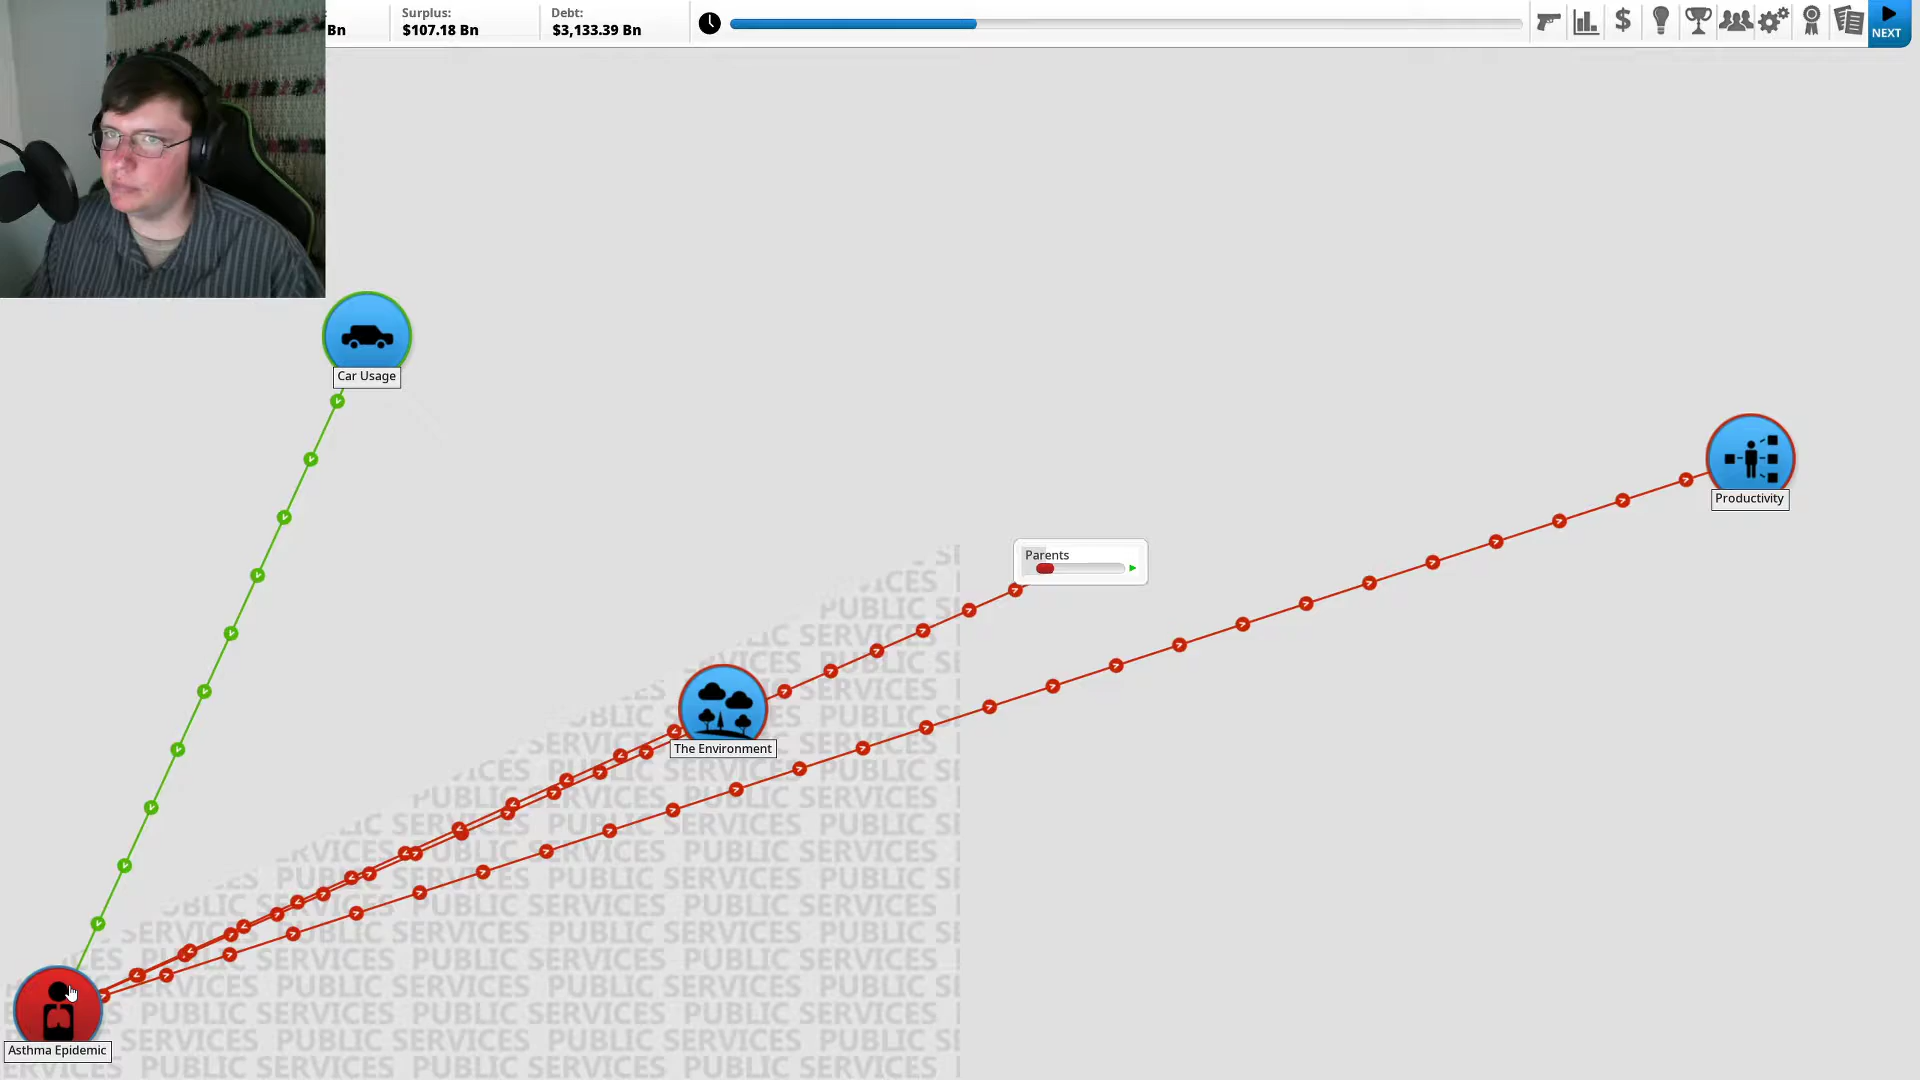 Bn
Surplus:
$107.18 Bn
Debt:
$3,133.39 Bn
NEXT
Car Usage
Productivity
Parents
The Environment
Asthma Epidemic
PUBLIC SERVICES